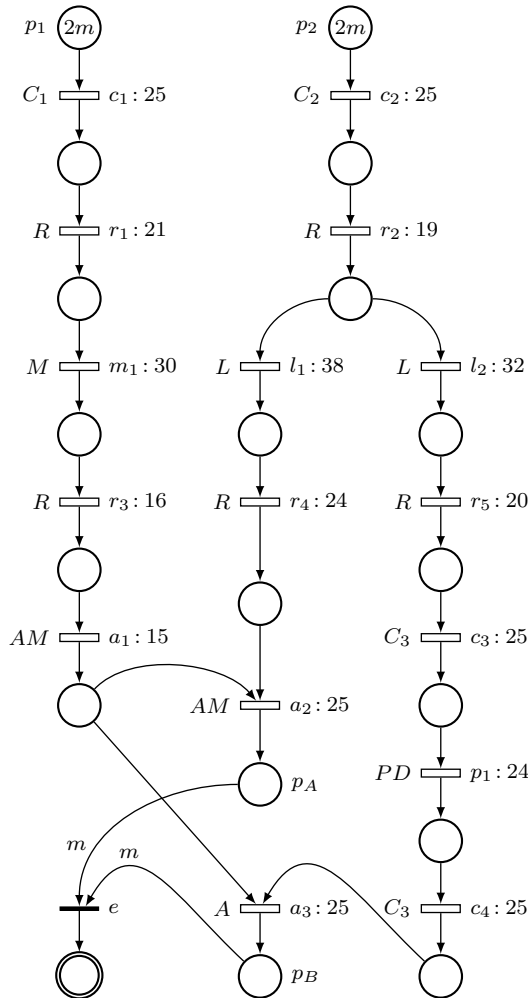 p₁ 2m p₂ 2m
C₁ c₁ : 25 C₂ c₂ : 25
R r₁ : 21 R r₂ : 19
M m₁ : 30 L l₁ : 38 L l₂ : 32
R r₃ : 16 R r₄ : 24 R r₅ : 20
AM a₁ : 15 C₃ c₃ : 25
AM a₂ : 25
PD p₁ : 24
p_A
m m
e A a₃ : 25 C₃ c₄ : 25
p_B